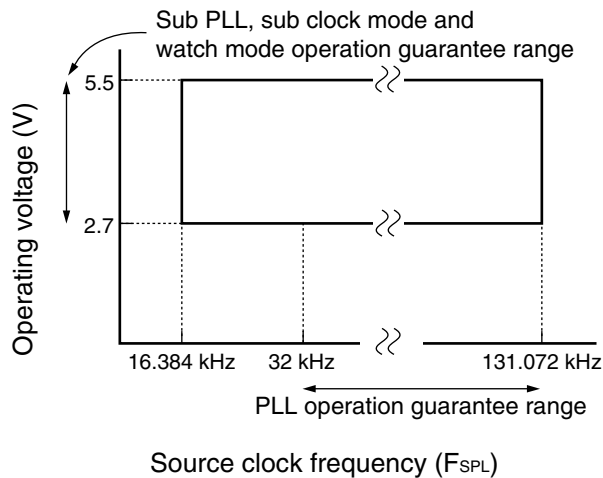 Sub PLL, sub clock mode and
watch mode operation guarantee range
5.5
Operating voltage (V)
2.7
16.384 kHz
32 kHz
131.072 kHz
PLL operation guarantee range
Source clock frequency (FSPL)